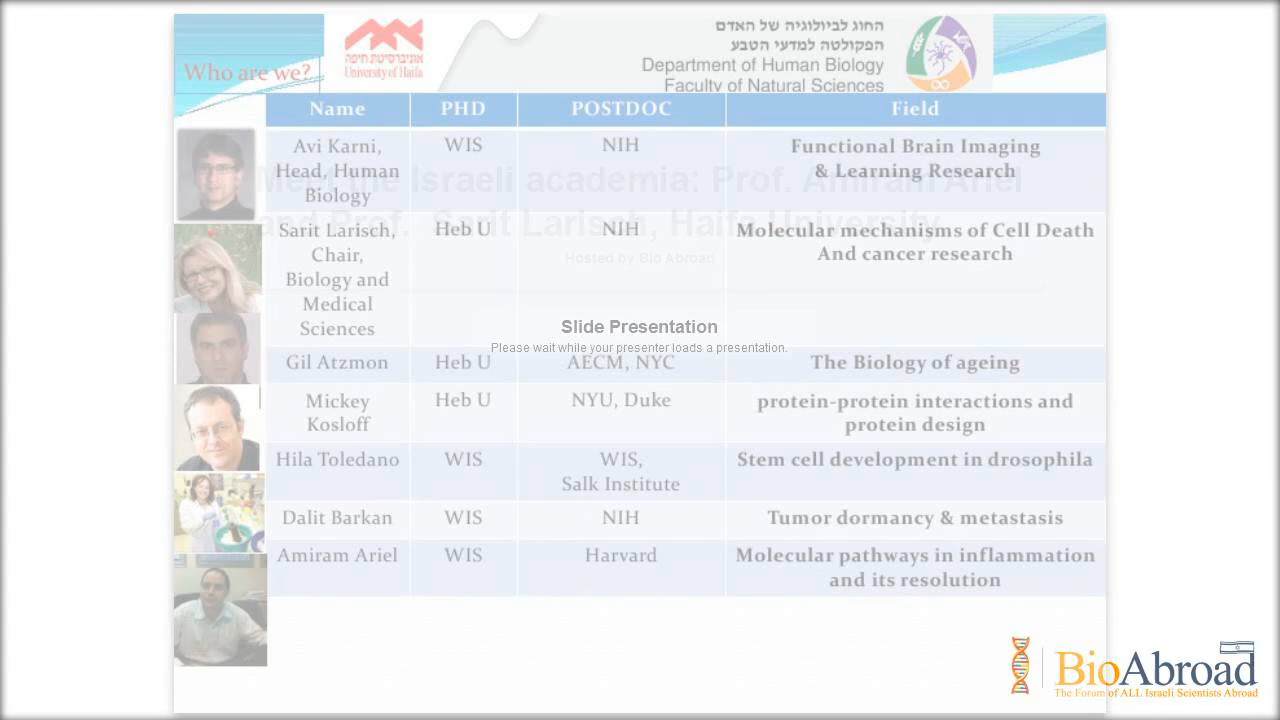 Who are we?
אוניברסיטת חיפה
University of Haifa
החוג לביולוגיה של האדם
הפקולטה למדעי הטבע
Department of Human Biology
Faculty of Natural Sciences
Name PHD POSTDOC Field
Avi Karni, WIS NIH Functional Brain Imaging
Head, Human & Learning Research
Biology
Meet the Israeli academia: Prof. Amiram Ariel
and Prof. Sarit Larisch, Haifa University
Hosted by Bio Abroad
Sarit Larisch, Heb U NIH Molecular mechanisms of Cell Death
Chair, And cancer research
Biology and
Medical
Sciences
Slide Presentation
Please wait while your presenter loads a presentation.
Gil Atzmon Heb U AECM, NYC The Biology of ageing
Mickey Heb U NYU, Duke protein-protein interactions and
Kosloff protein design
Hila Toledano WIS WIS, Stem cell development in drosophila
Salk Institute
Dalit Barkan WIS NIH Tumor dormancy & metastasis
Amiram Ariel WIS Harvard Molecular pathways in inflammation
and its resolution
BioAbroad
The Forum of ALL Israeli Scientists Abroad